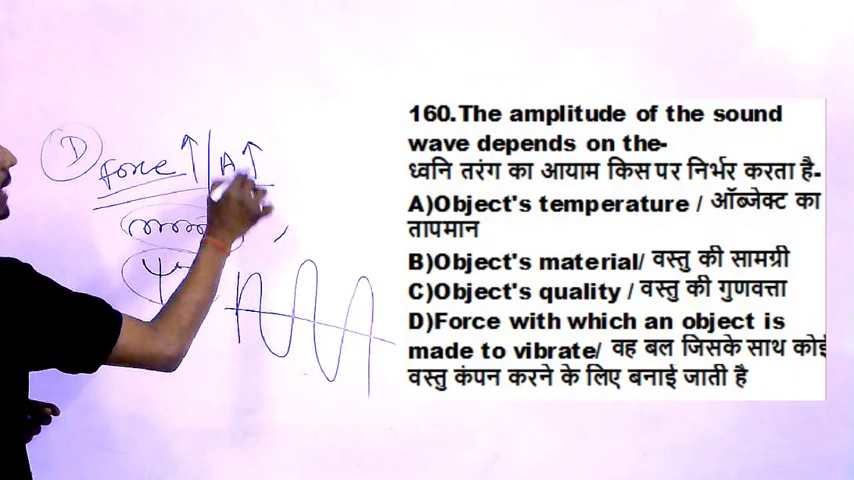 D
force ↑ A ↑
160.The amplitude of the sound
wave depends on the-
ध्वनि तरंग का आयाम किस पर निर्भर करता है-
A)Object's temperature / ऑब्जेक्ट का
तापमान
B)Object's material/ वस्तु की सामग्री
C)Object's quality / वस्तु की गुणवत्ता
D)Force with which an object is
made to vibrate/ वह बल जिसके साथ कोई
वस्तु कंपन करने के लिए बनाई जाती है